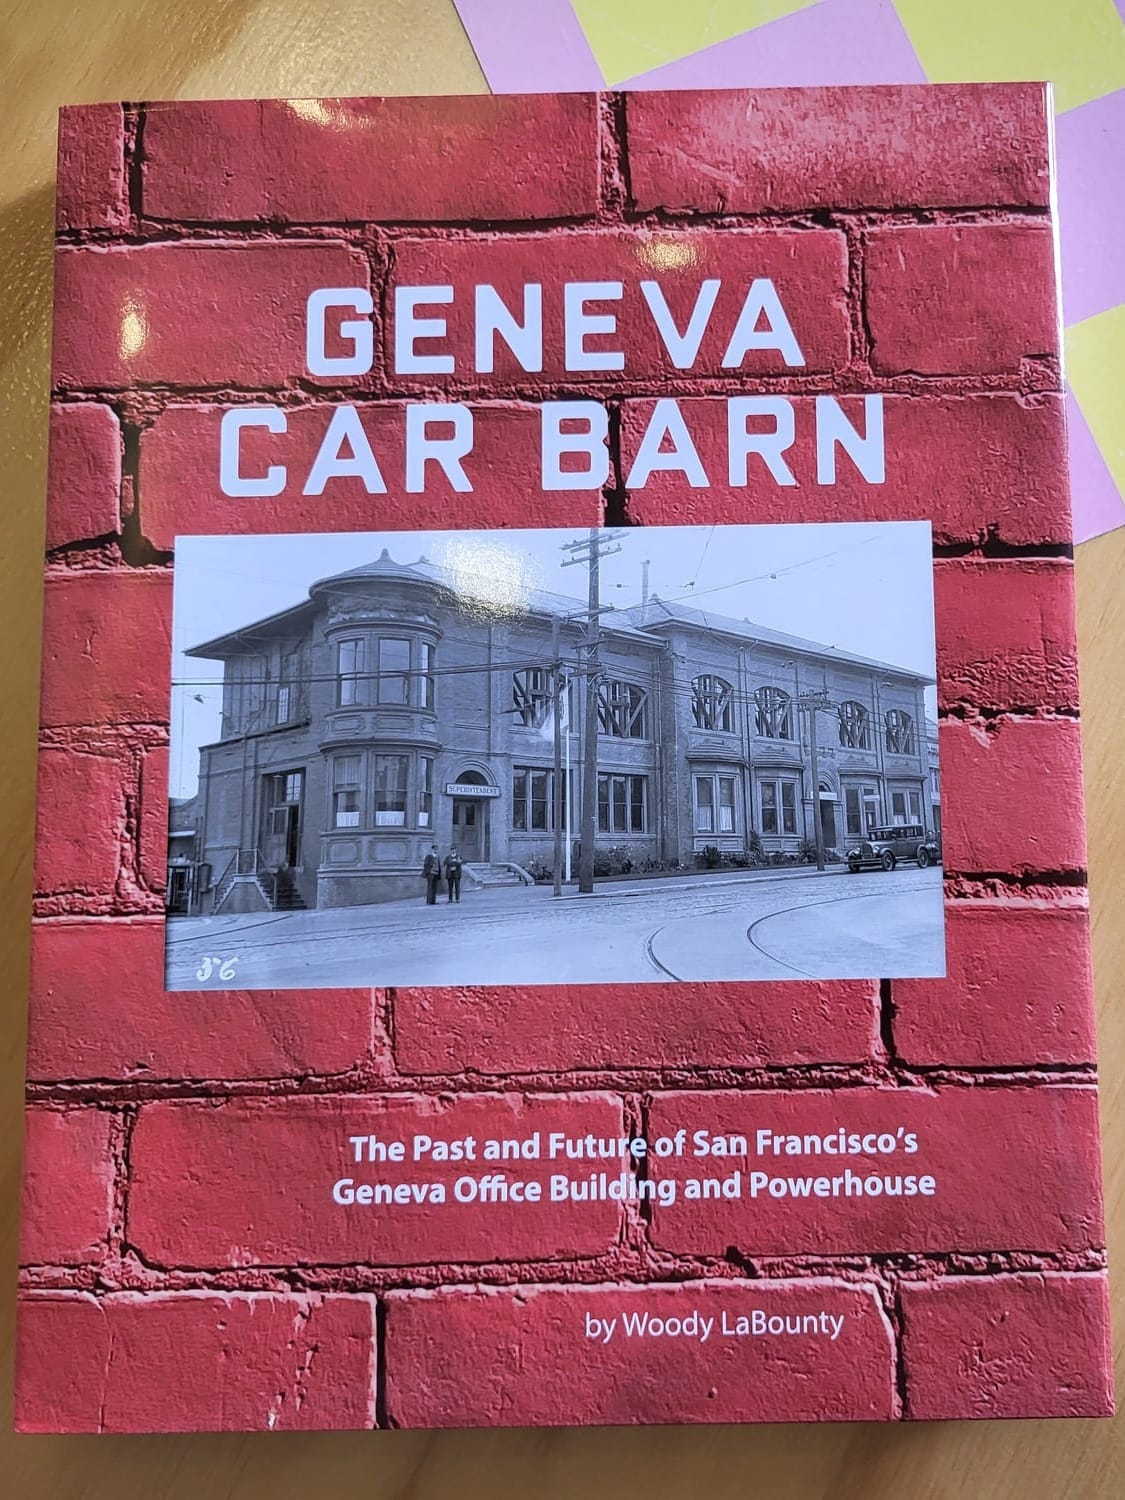 GENEVA
CAR BARN
SUPERINTENDENT
36
The Past and Future of San Francisco's
Geneva Office Building and Powerhouse
by Woody LaBounty